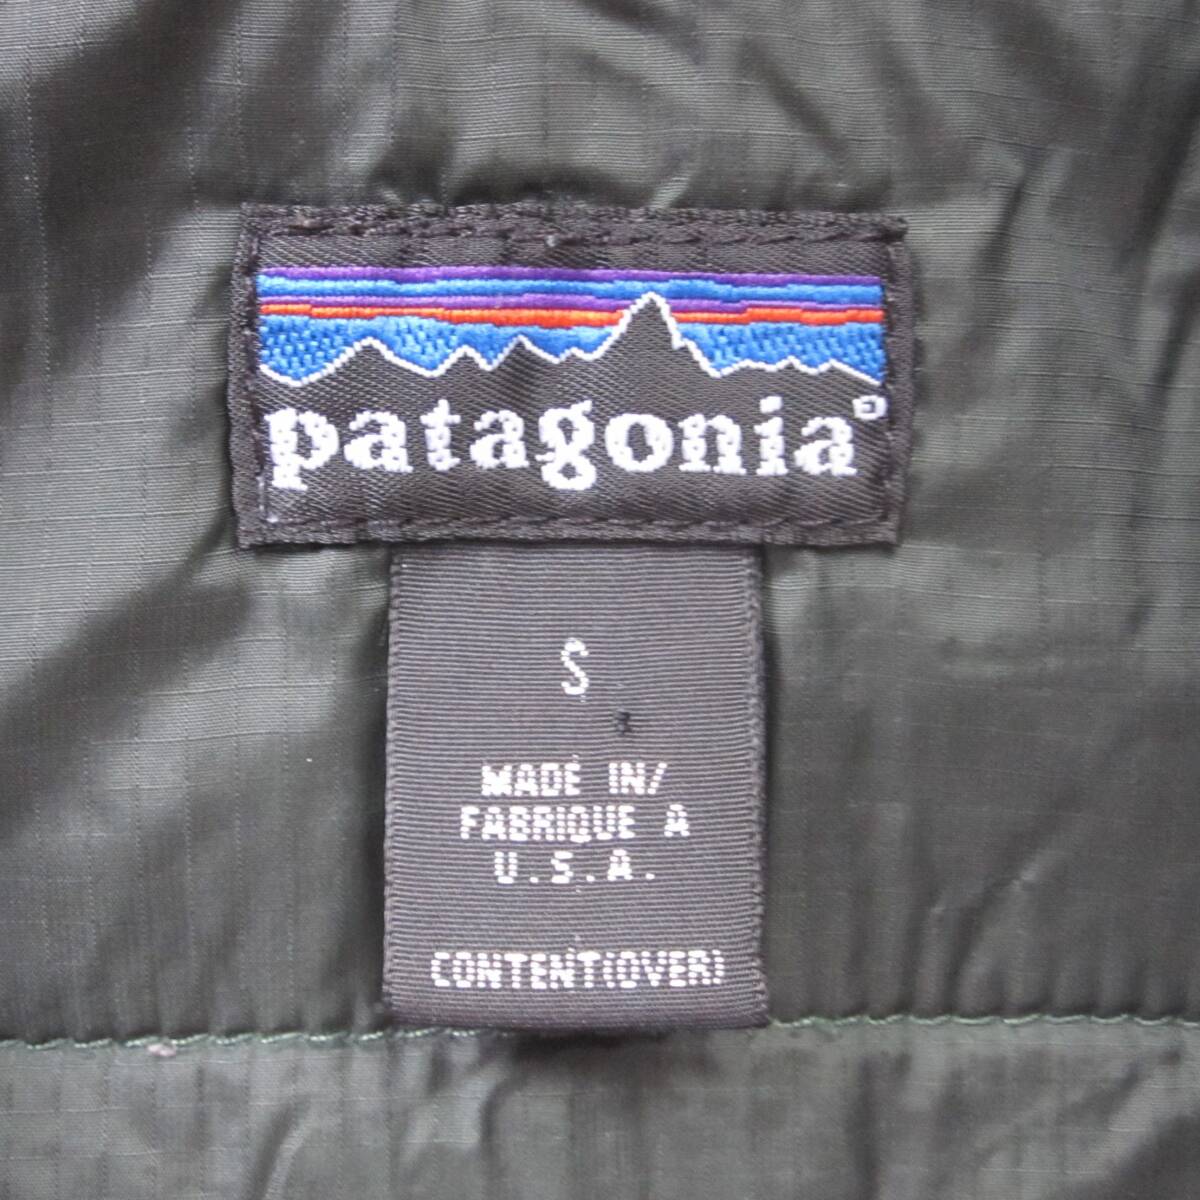 patagonia®
S
MADE IN/
FABRIQUE A
U.S.A.
CONTENT(OVER)